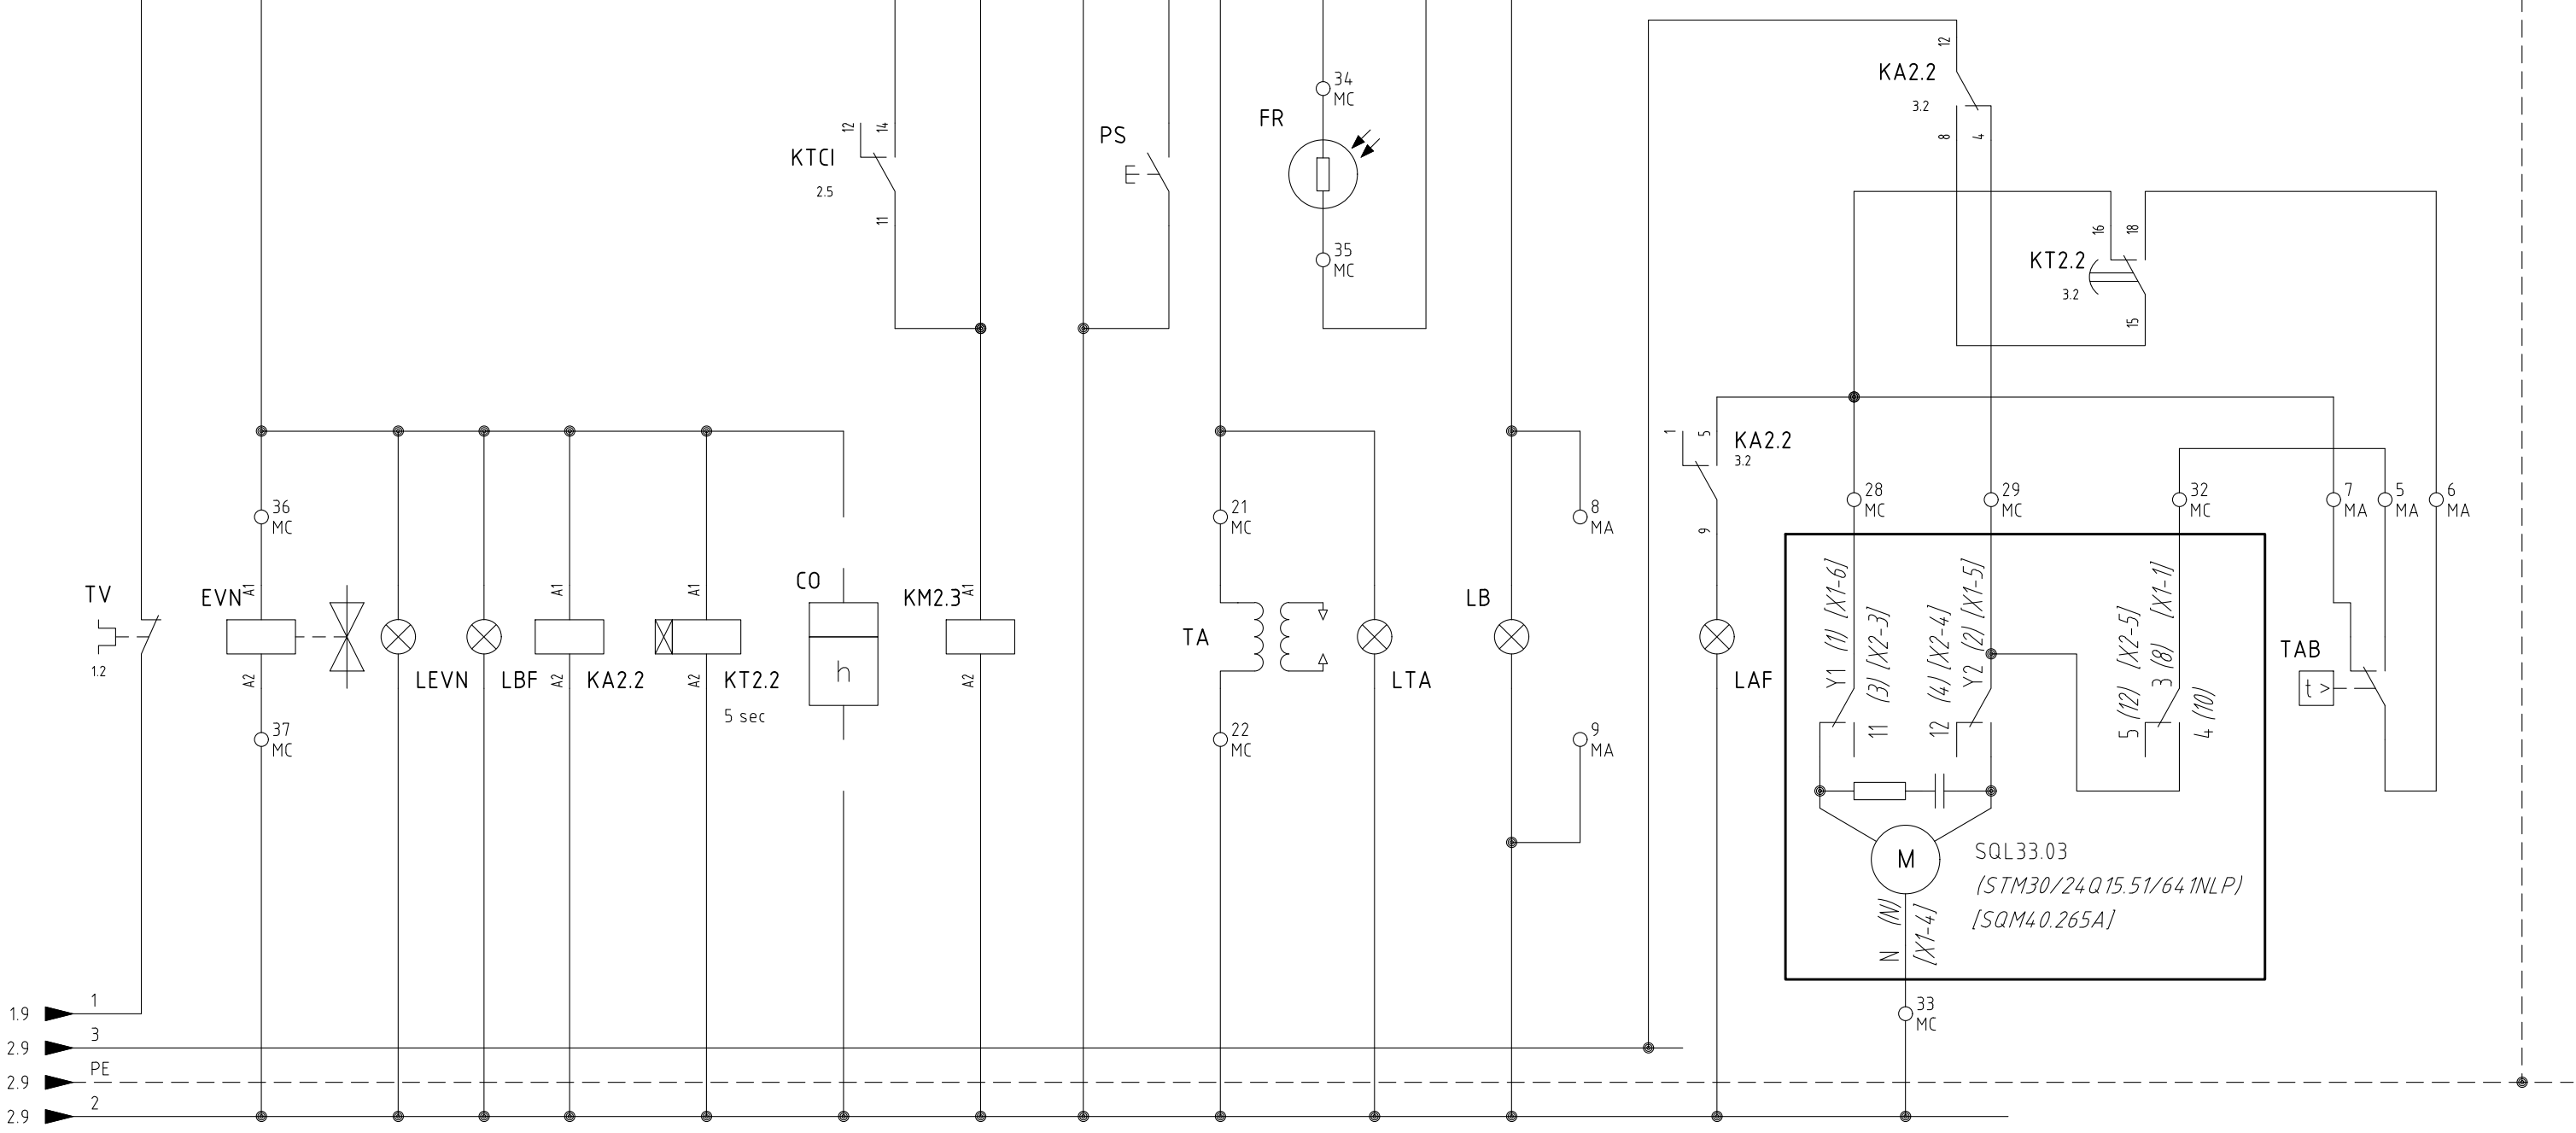 12
KA2.2
3.2
8
4
34
MC
FR
12
14
KTCI
2.5
11
PS
35
MC
16
18
KT2.2
3.2
15
1
5
KA2.2
3.2
9
36
MC
21
MC
8
MA
28
MC
29
MC
32
MC
7
MA
5
MA
6
MA
TV
1.2
EVN
A1
A2
LEVN
LBF
A1
A2
KA2.2
A1
A2
KT2.2
5 sec
CO
h
KM2.3
A1
A2
TA
LTA
LB
LAF
Y1 (1) [X1-6]
(3) [X2-3]
11
(4) [X2-4]
12
Y2 (2) [X1-5]
5 (12) [X2-5]
3 (8) [X1-1]
4 (10)
TAB
t >
37
MC
22
MC
9
MA
M
SQL33.03
(STM30/24Q15.51/641NLP)
[SQM40.265A]
N (N)
[X1-4]
33
MC
1.9 1
2.9 3
2.9 PE
2.9 2